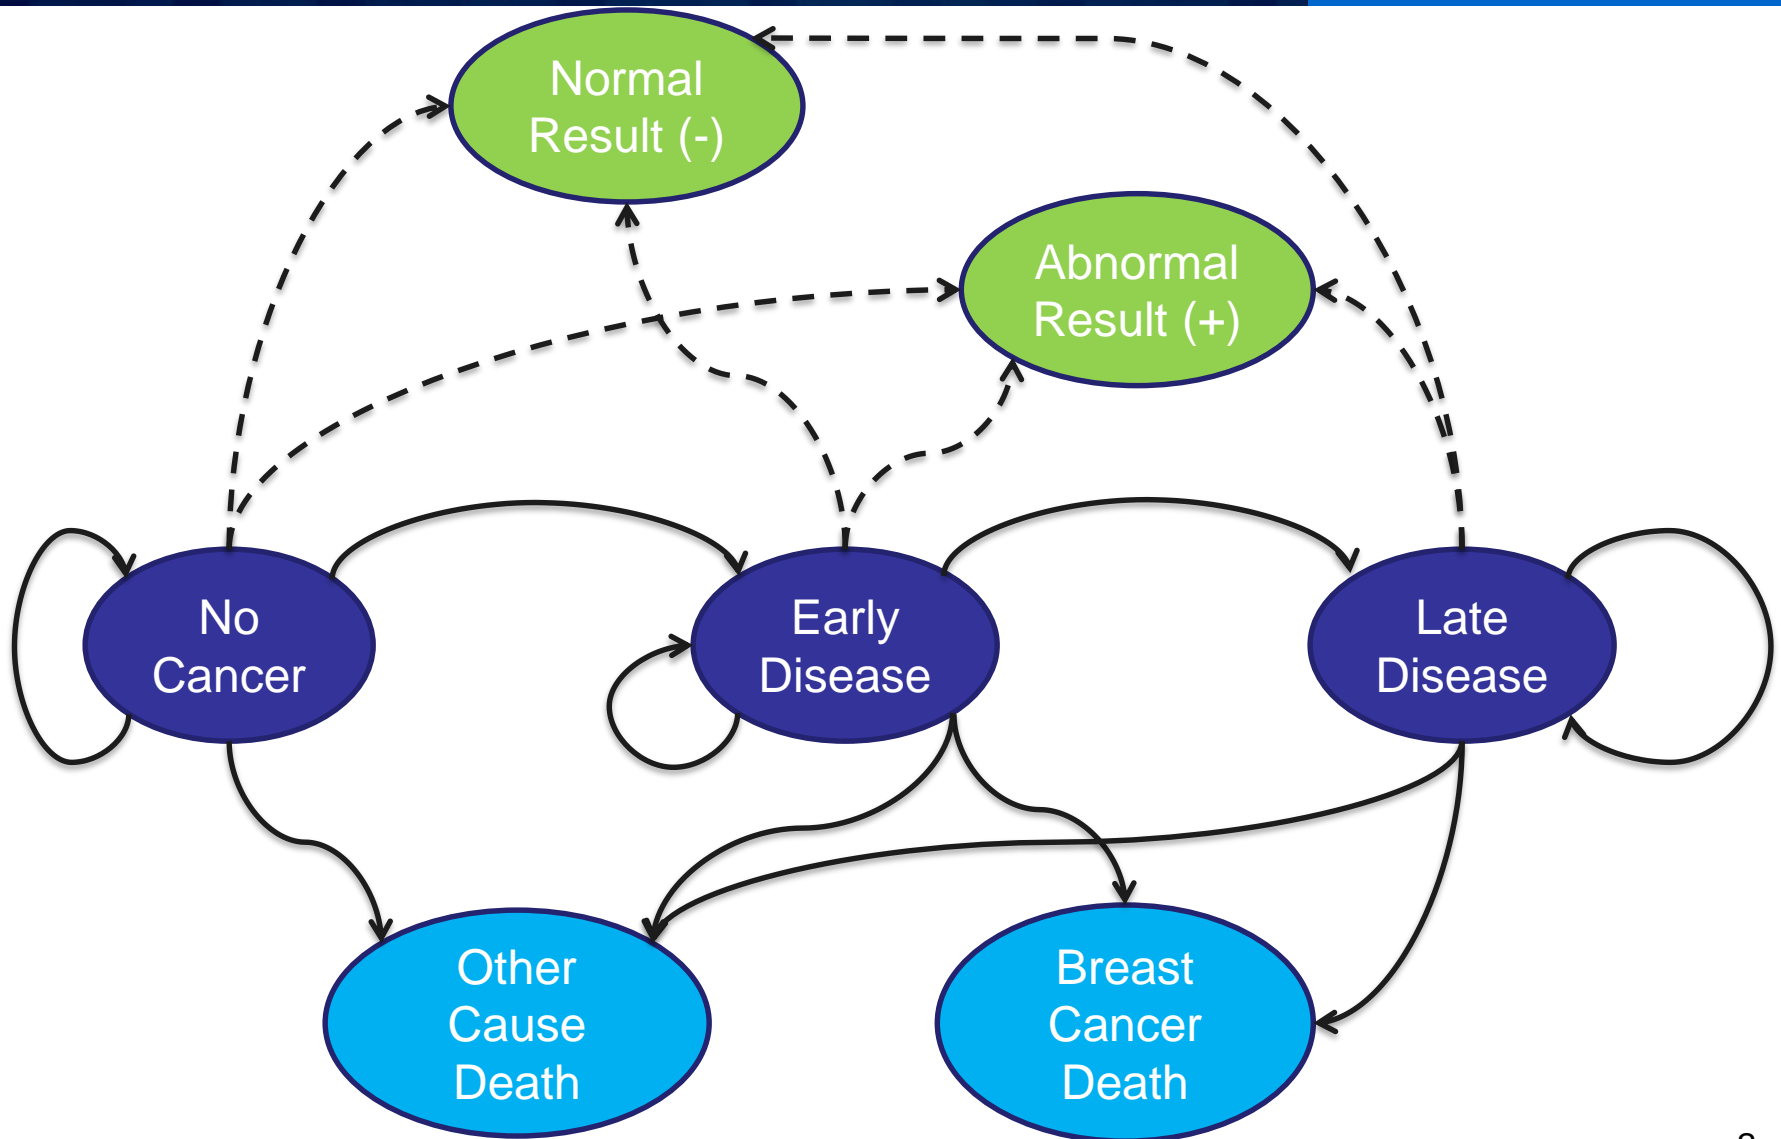 Normal
Result (-)
Abnormal
Result (+)
No
Cancer
Early
Disease
Late
Disease
Other
Cause
Death
Breast
Cancer
Death